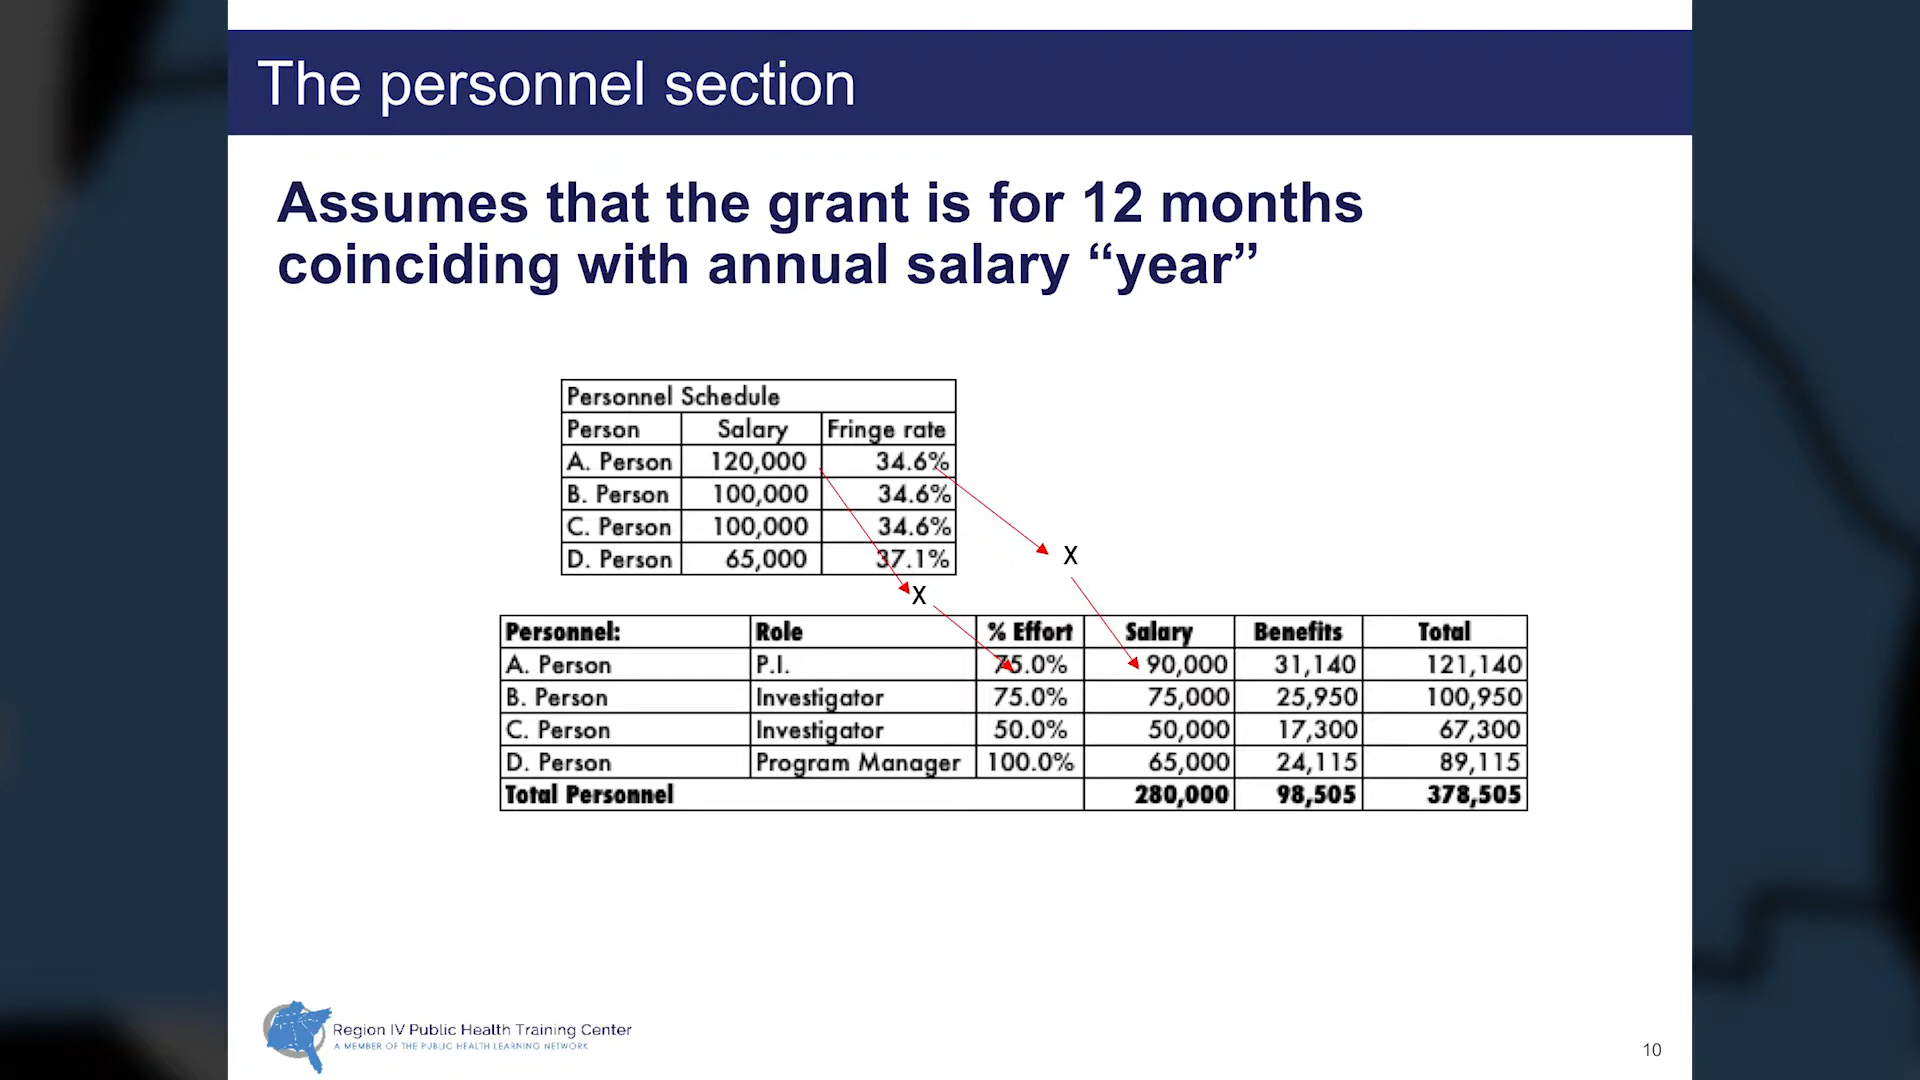 The personnel section
Assumes that the grant is for 12 months
coinciding with annual salary “year”
Personnel Schedule
Person Salary Fringe rate
A. Person 120,000 34.6%
B. Person 100,000 34.6%
C. Person 100,000 34.6%
D. Person 65,000 37.1%
X
X
Personnel: Role % Effort Salary Benefits Total
A. Person P.I. 75.0% 90,000 31,140 121,140
B. Person Investigator 75.0% 75,000 25,950 100,950
C. Person Investigator 50.0% 50,000 17,300 67,300
D. Person Program Manager 100.0% 65,000 24,115 89,115
Total Personnel 280,000 98,505 378,505
Region IV Public Health Training Center
A MEMBER OF THE PUBLIC HEALTH LEARNING NETWORK
10